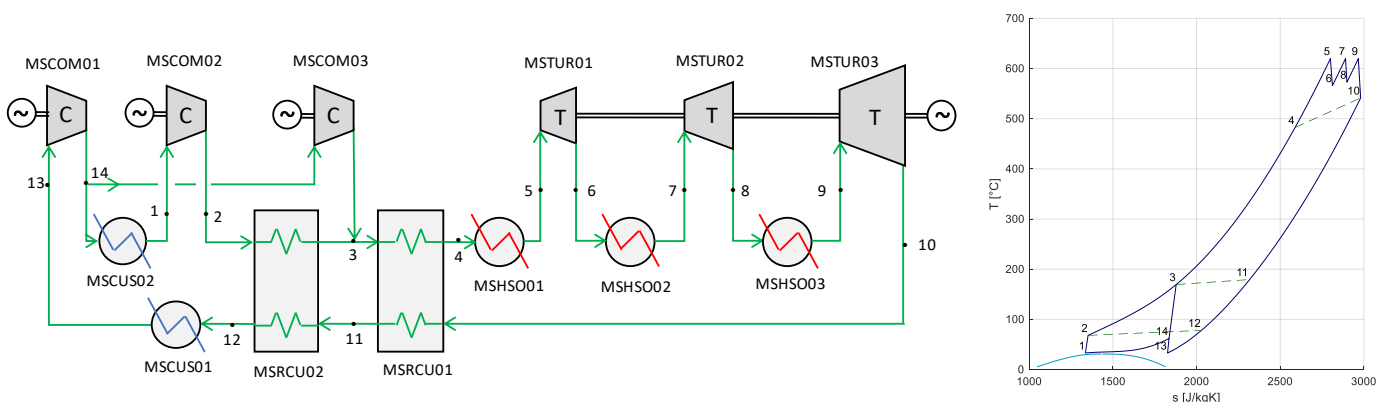 MSCOM01
MSCOM02
MSCOM03
MSTUR01
MSTUR02
MSTUR03
~
C
~
C
~
C
T
T
T
~
13
14
1
2
3
4
5
6
7
8
9
10
MSCUS02
MSHSO01
MSHSO02
MSHSO03
12
11
MSCUS01
MSRCU02
MSRCU01
700
600
500
400
300
200
100
0
T [°C]
1000
1500
2000
2500
3000
s [J/kgK]
5
7
9
6
8
10
4
3
11
2
14
12
1
13